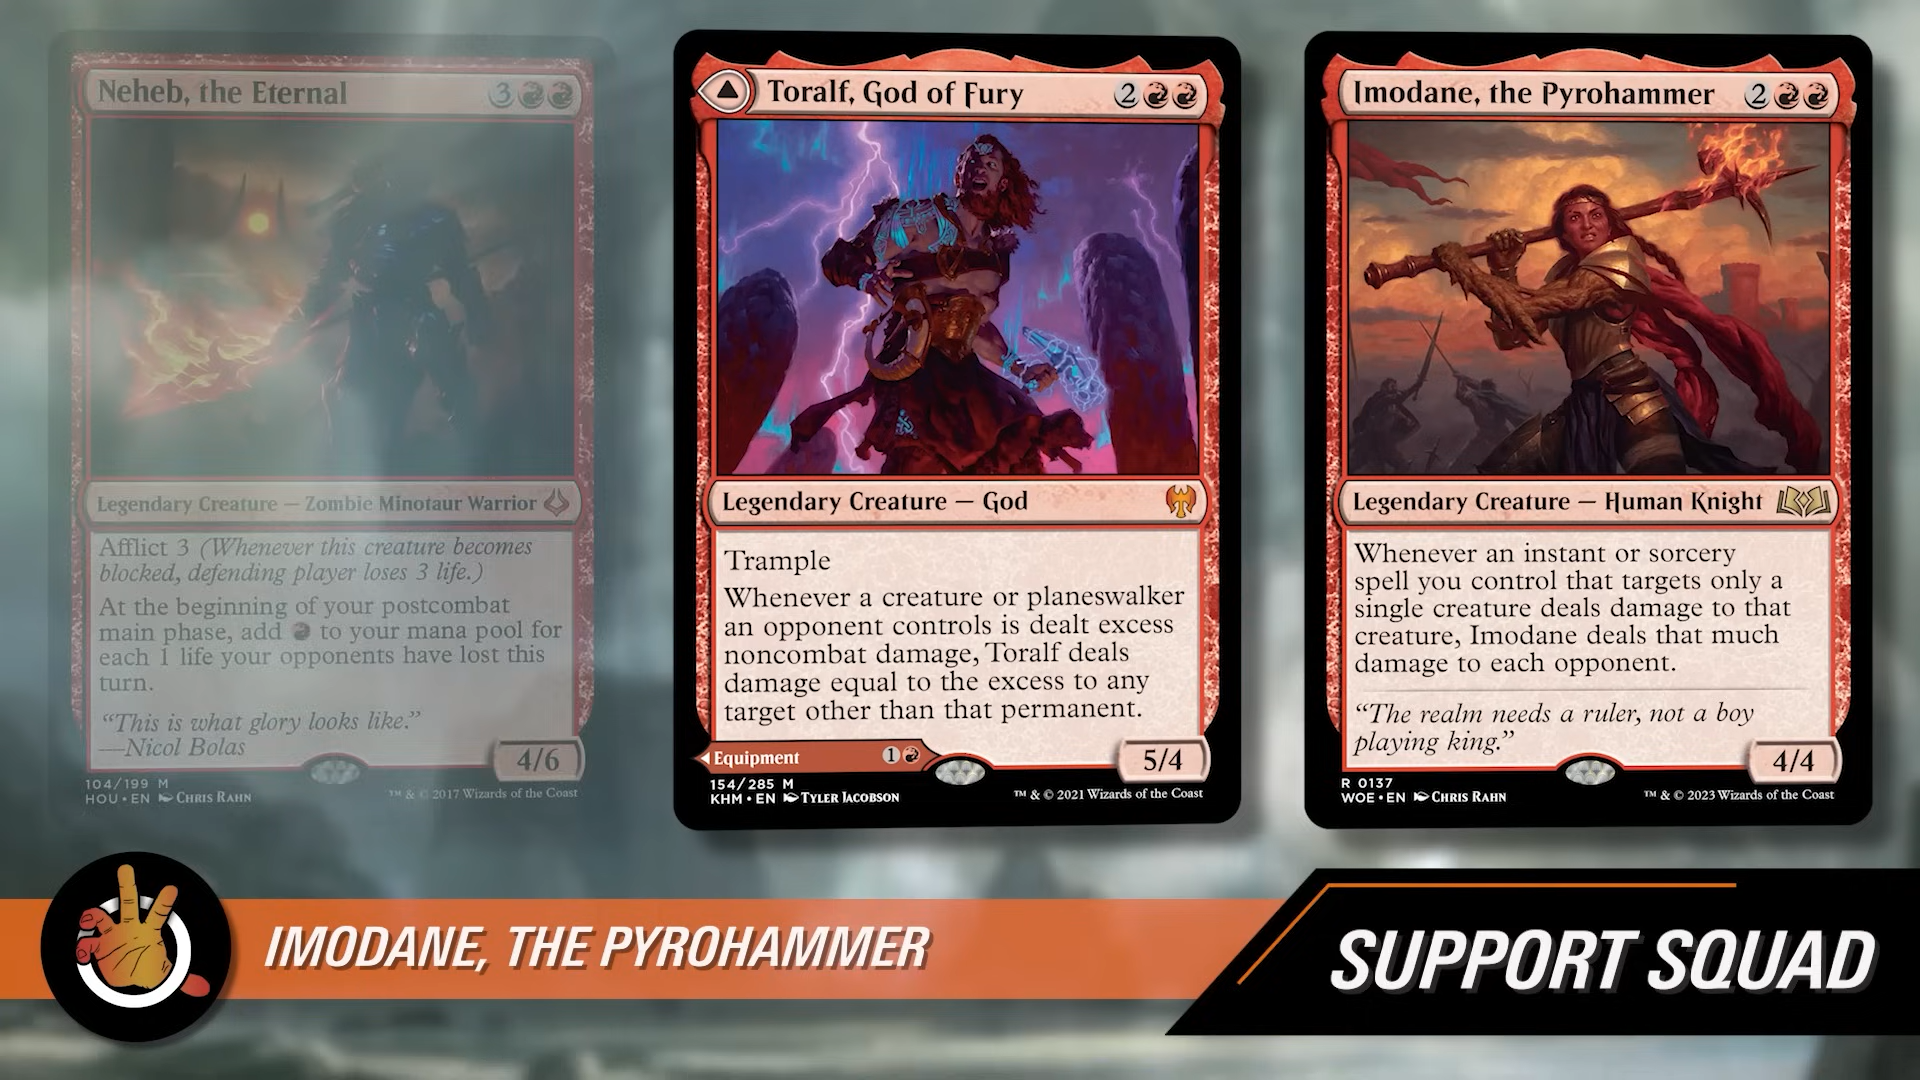 Neheb, the Eternal
3
Legendary Creature — Zombie Minotaur Warrior
Afflict 3 (Whenever this creature becomes
blocked, defending player loses 3 life.)
At the beginning of your postcombat
main phase, add to your mana pool for
each 1 life your opponents have lost this
turn.
“This is what glory looks like.”
—Nicol Bolas
4/6
104/199 M
HOU • EN Chris Rahn
™ & © 2017 Wizards of the Coast
Toralf, God of Fury
2
Legendary Creature — God
Trample
Whenever a creature or planeswalker
an opponent controls is dealt excess
noncombat damage, Toralf deals
damage equal to the excess to any
target other than that permanent.
Equipment 1
5/4
154/285 M
KHM • EN Tyler Jacobson
™ & © 2021 Wizards of the Coast
Imodane, the Pyrohammer
2
Legendary Creature — Human Knight
Whenever an instant or sorcery
spell you control that targets only a
single creature deals damage to that
creature, Imodane deals that much
damage to each opponent.
“The realm needs a ruler, not a boy
playing king.”
4/4
R 0137
WOE • EN Chris Rahn
™ & © 2023 Wizards of the Coast
IMODANE, THE PYROHAMMER
SUPPORT SQUAD